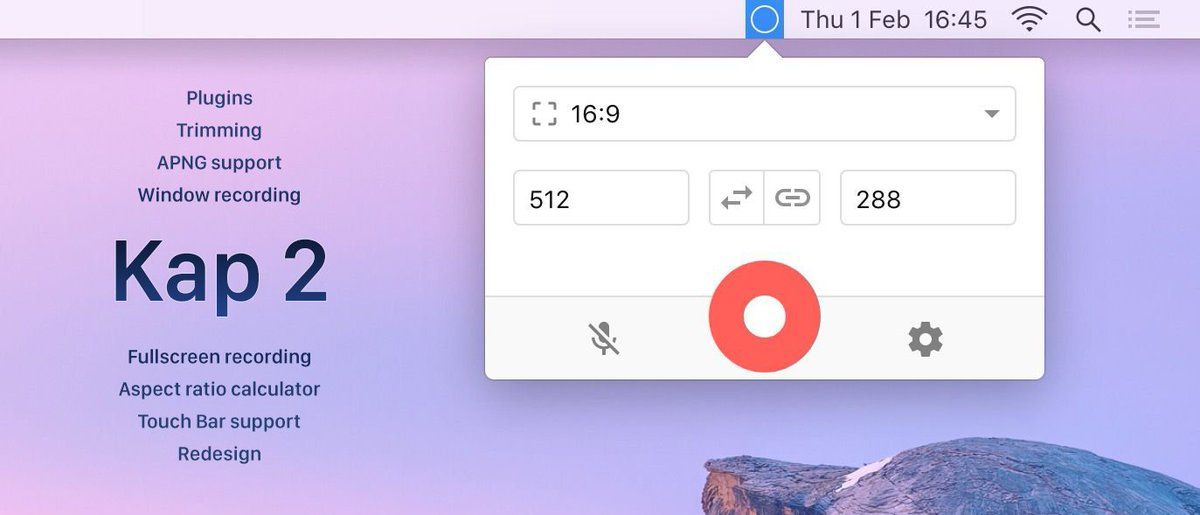 Thu 1 Feb 16:45
Plugins
Trimming
APNG support
Window recording
Kap 2
Fullscreen recording
Aspect ratio calculator
Touch Bar support
Redesign
16:9
512
288